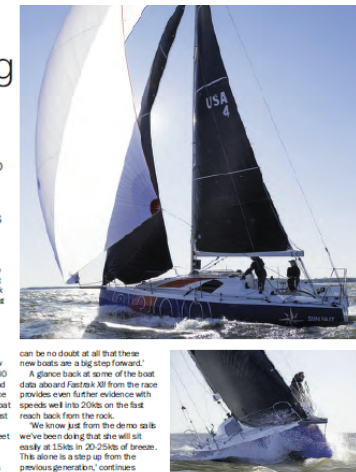 g
USA
4
SUN FAST
can be no doubt at all that these
new boats are a big step forward.'
A glance back at some of the boat
data aboard Fastrak XII from the race
provides even further evidence with
speeds well into 20kts on the fast
reach back from the rock.
'We know just from the demo sails
we've been doing that she will sit
easily at 15kts in 20-25kts of breeze.
This alone is a step up from the
previous generation,' continues